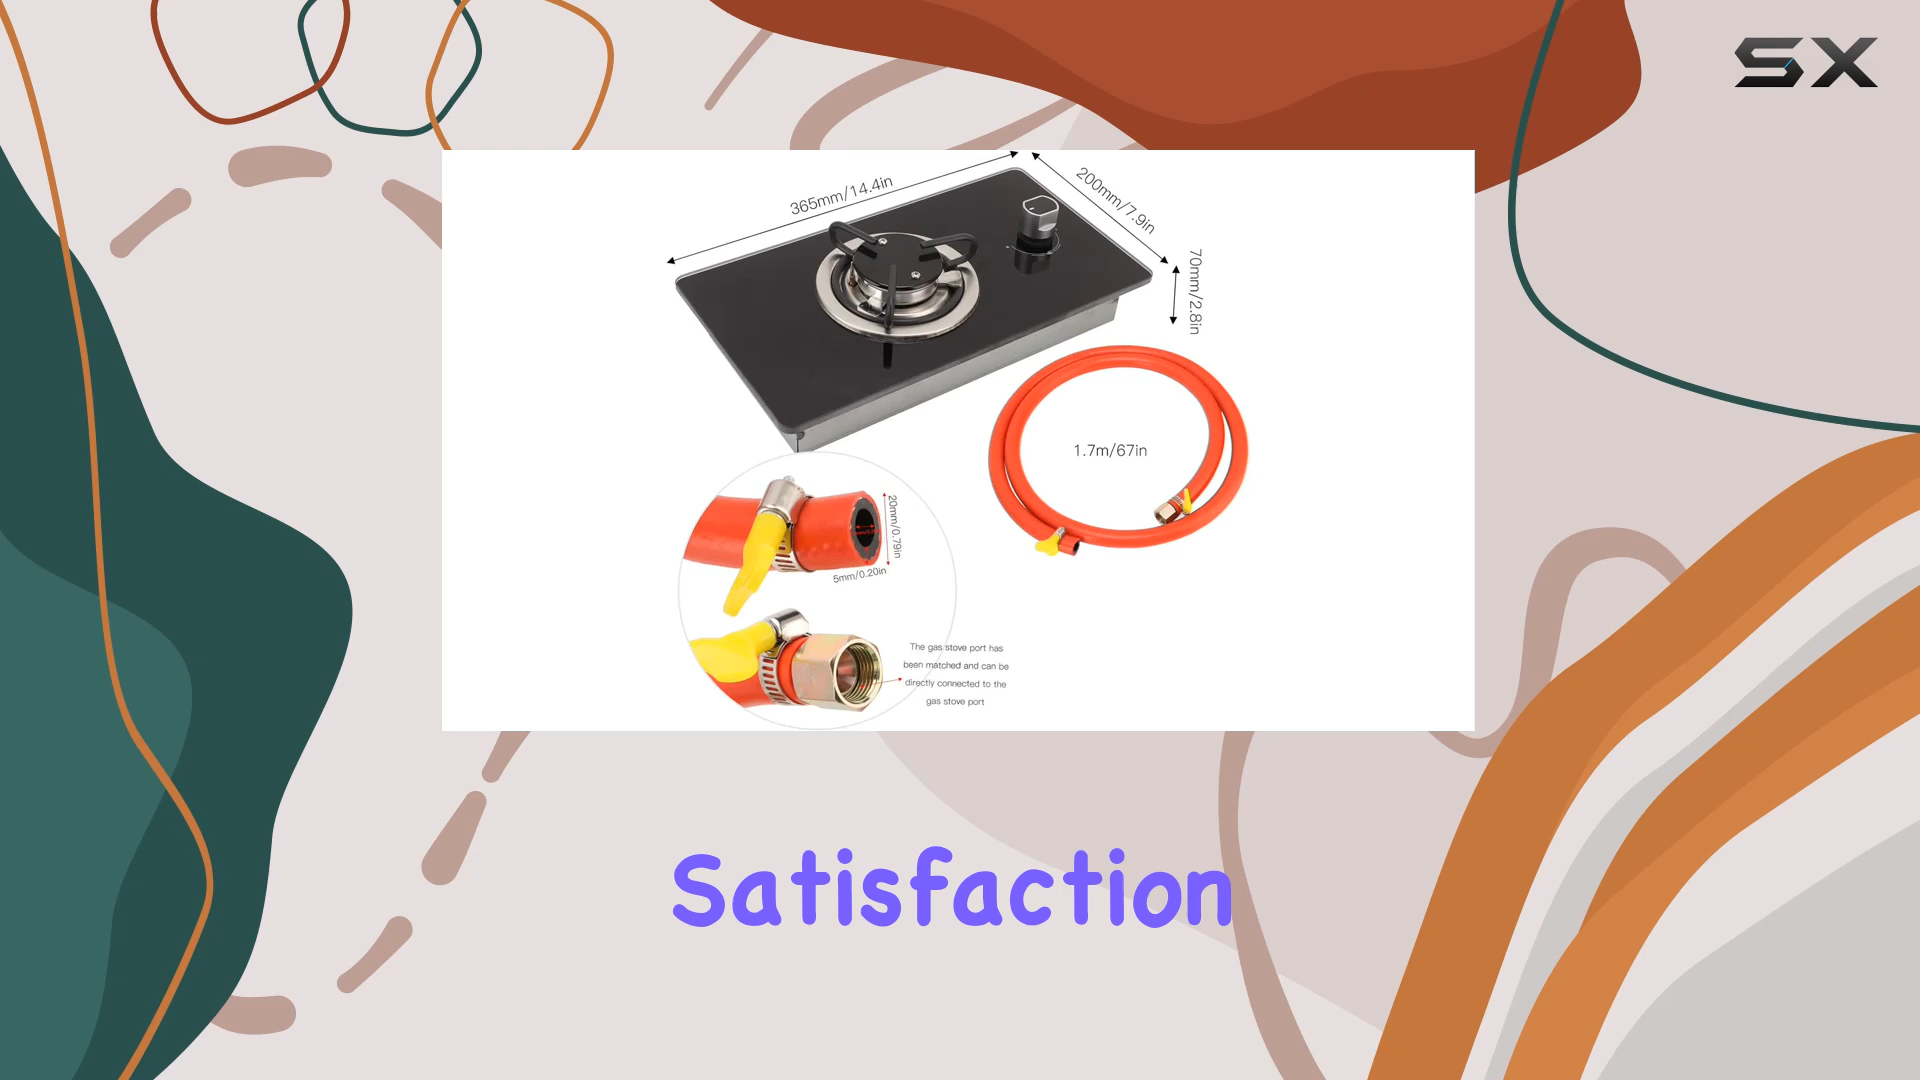 SX
365mm/14.4in
200mm/7.9in
70mm/2.8in
1.7m/67in
20mm/0.79in
5mm/0.20in
The gas stove port has
been matched and can be
directly connected to the
gas stove port
Satisfaction